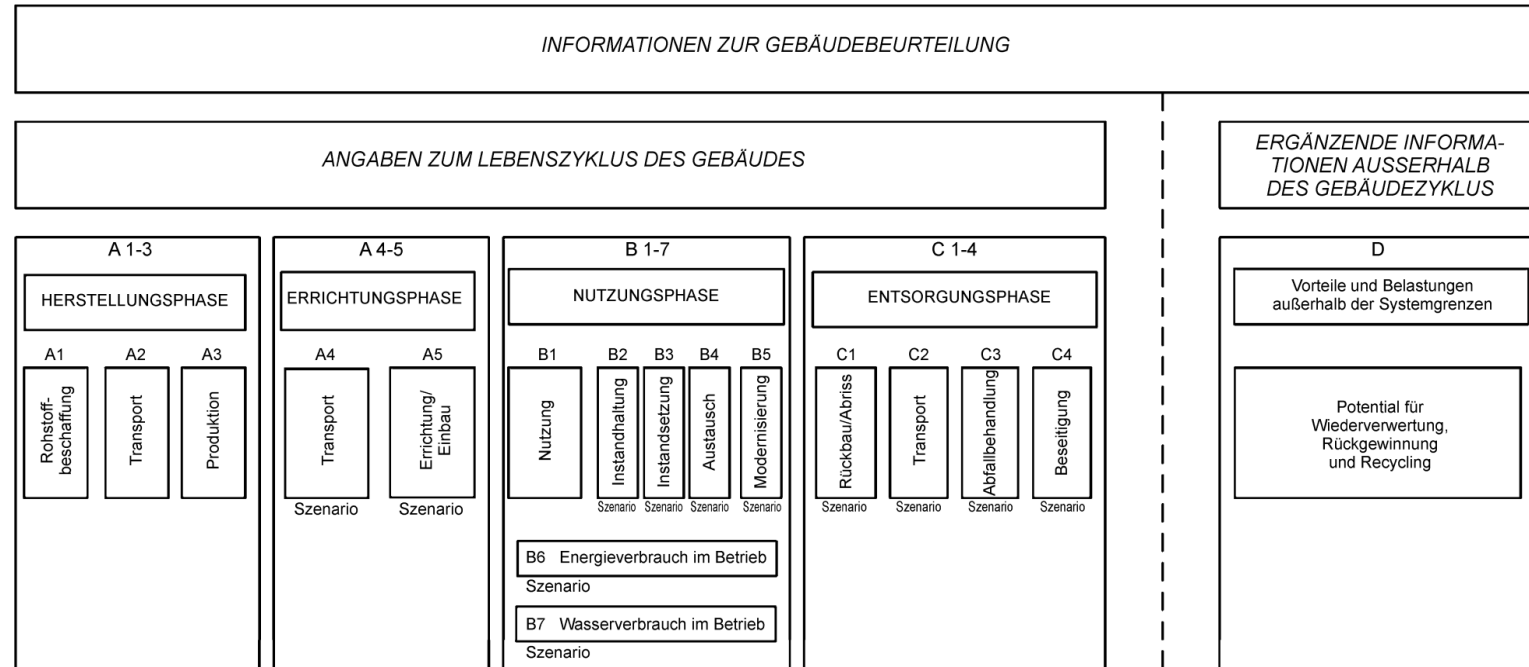 INFORMATIONEN ZUR GEBÄUDEBEURTEILUNG
ANGABEN ZUM LEBENSZYKLUS DES GEBÄUDES
ERGÄNZENDE INFORMA-
TIONEN AUSSERHALB
DES GEBÄUDEZYKLUS
A 1-3
HERSTELLUNGSPHASE
A1
A2
A3
Rohstoff-
beschaffung
Transport
Produktion
A 4-5
ERRICHTUNGSPHASE
A4
A5
Transport
Errichtung/
Einbau
Szenario
Szenario
B 1-7
NUTZUNGSPHASE
B1
B2
B3
B4
B5
Nutzung
Instandhaltung
Instandsetzung
Austausch
Modernisierung
Szenario
Szenario
Szenario
Szenario
B6 Energieverbrauch im Betrieb
Szenario
B7 Wasserverbrauch im Betrieb
Szenario
C 1-4
ENTSORGUNGSPHASE
C1
C2
C3
C4
Rückbau/Abriss
Transport
Abfallbehandlung
Beseitigung
Szenario
Szenario
Szenario
Szenario
D
Vorteile und Belastungen
außerhalb der Systemgrenzen
Potential für
Wiederverwertung,
Rückgewinnung
und Recycling